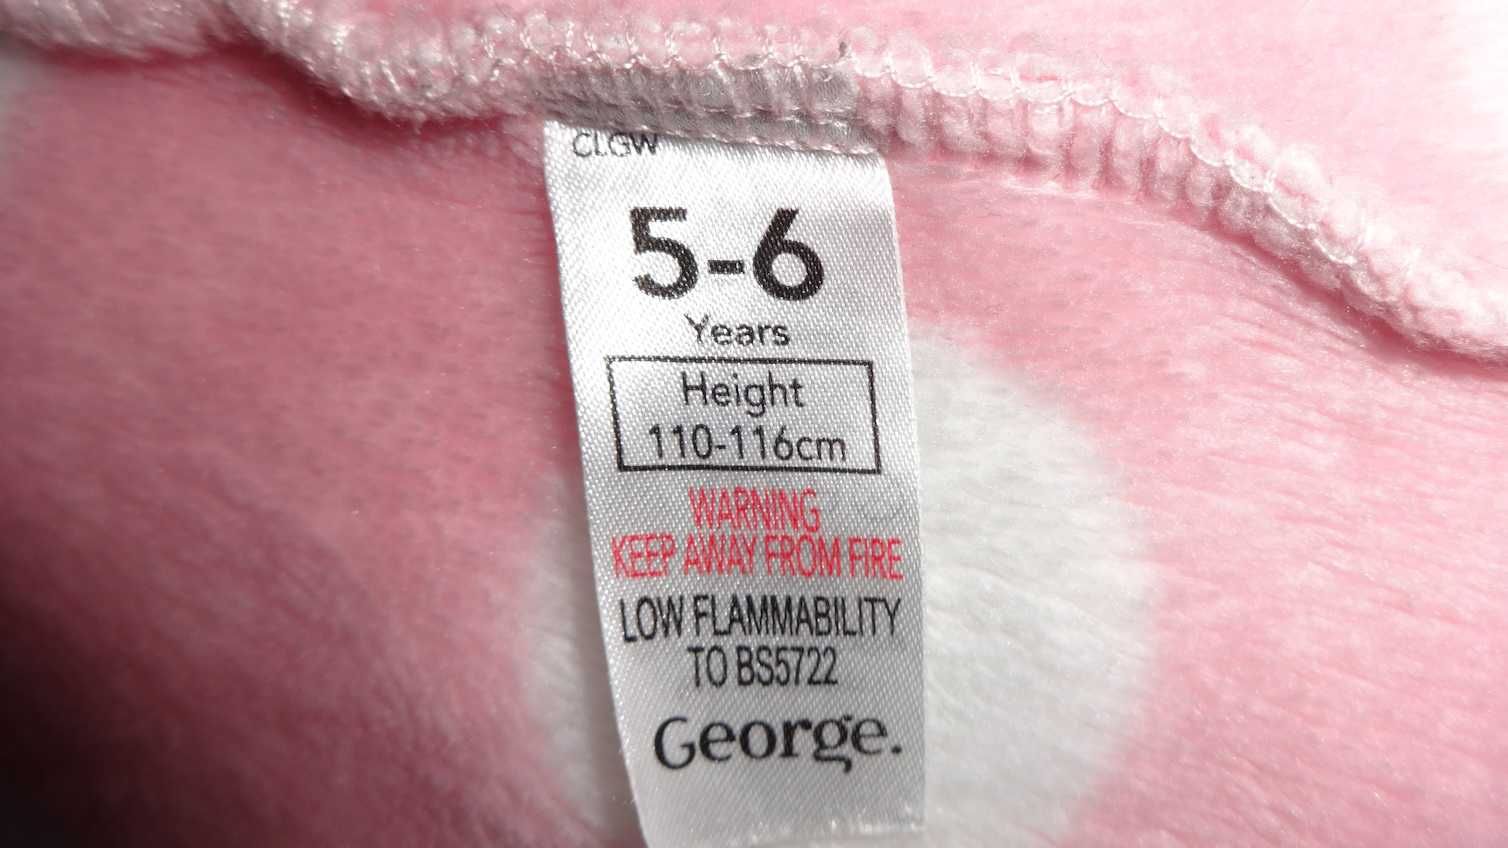 CLGW
5-6
Years
Height
110-116cm
WARNING
KEEP AWAY FROM FIRE
LOW FLAMMABILITY
TO BS5722
George.